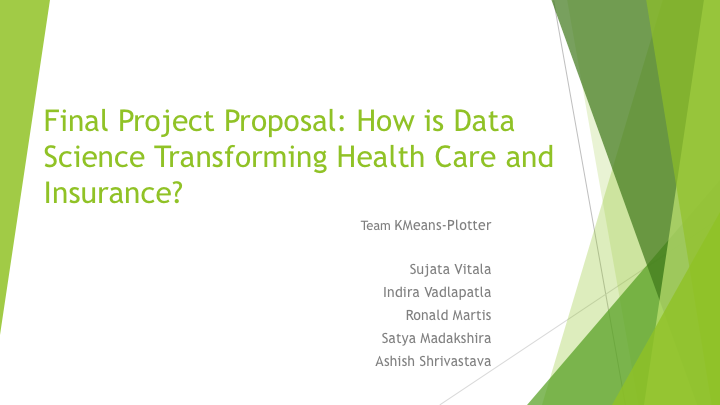 Final Project Proposal: How is Data
Science Transforming Health Care and
Insurance?
Team KMeans-Plotter
Sujata Vitala
Indira Vadlapatla
Ronald Martis
Satya Madakshira
Ashish Shrivastava